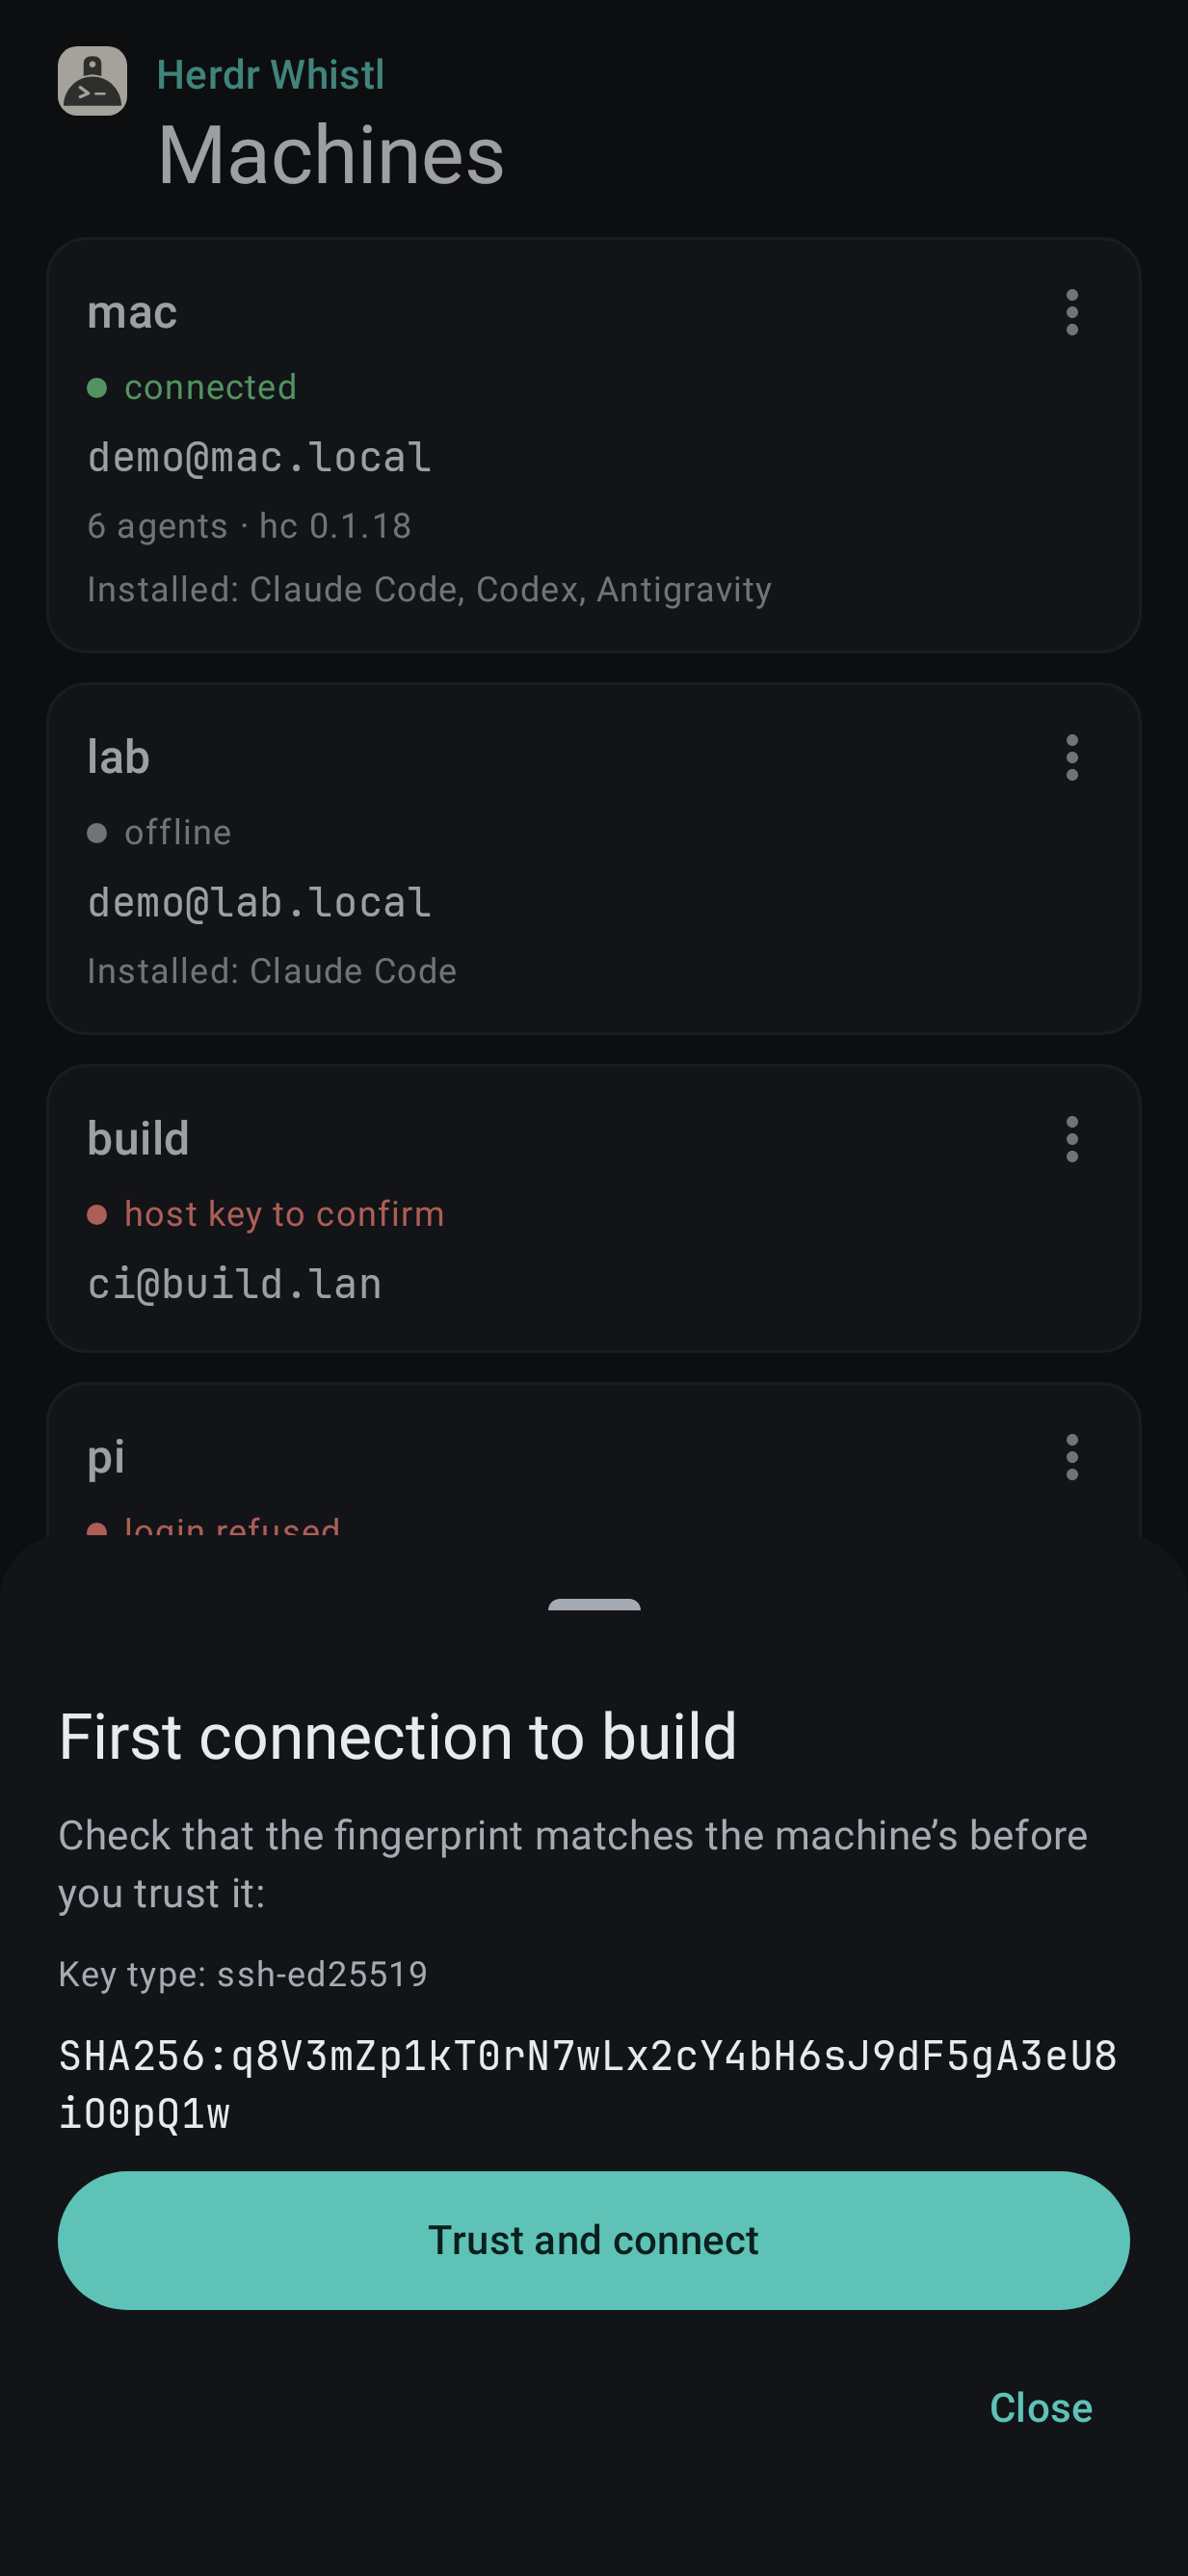 Herdr Whistl
Machines
mac
connected
demo@mac.local
6 agents · hc 0.1.18
Installed: Claude Code, Codex, Antigravity
lab
offline
demo@lab.local
Installed: Claude Code
build
host key to confirm
ci@build.lan
pi
login refused
First connection to build
Check that the fingerprint matches the machine’s before
you trust it:
Key type: ssh-ed25519
SHA256:q8V3mZp1kT0rN7wLx2cY4bH6sJ9dF5gA3eU8
iO0pQ1w
Trust and connect
Close